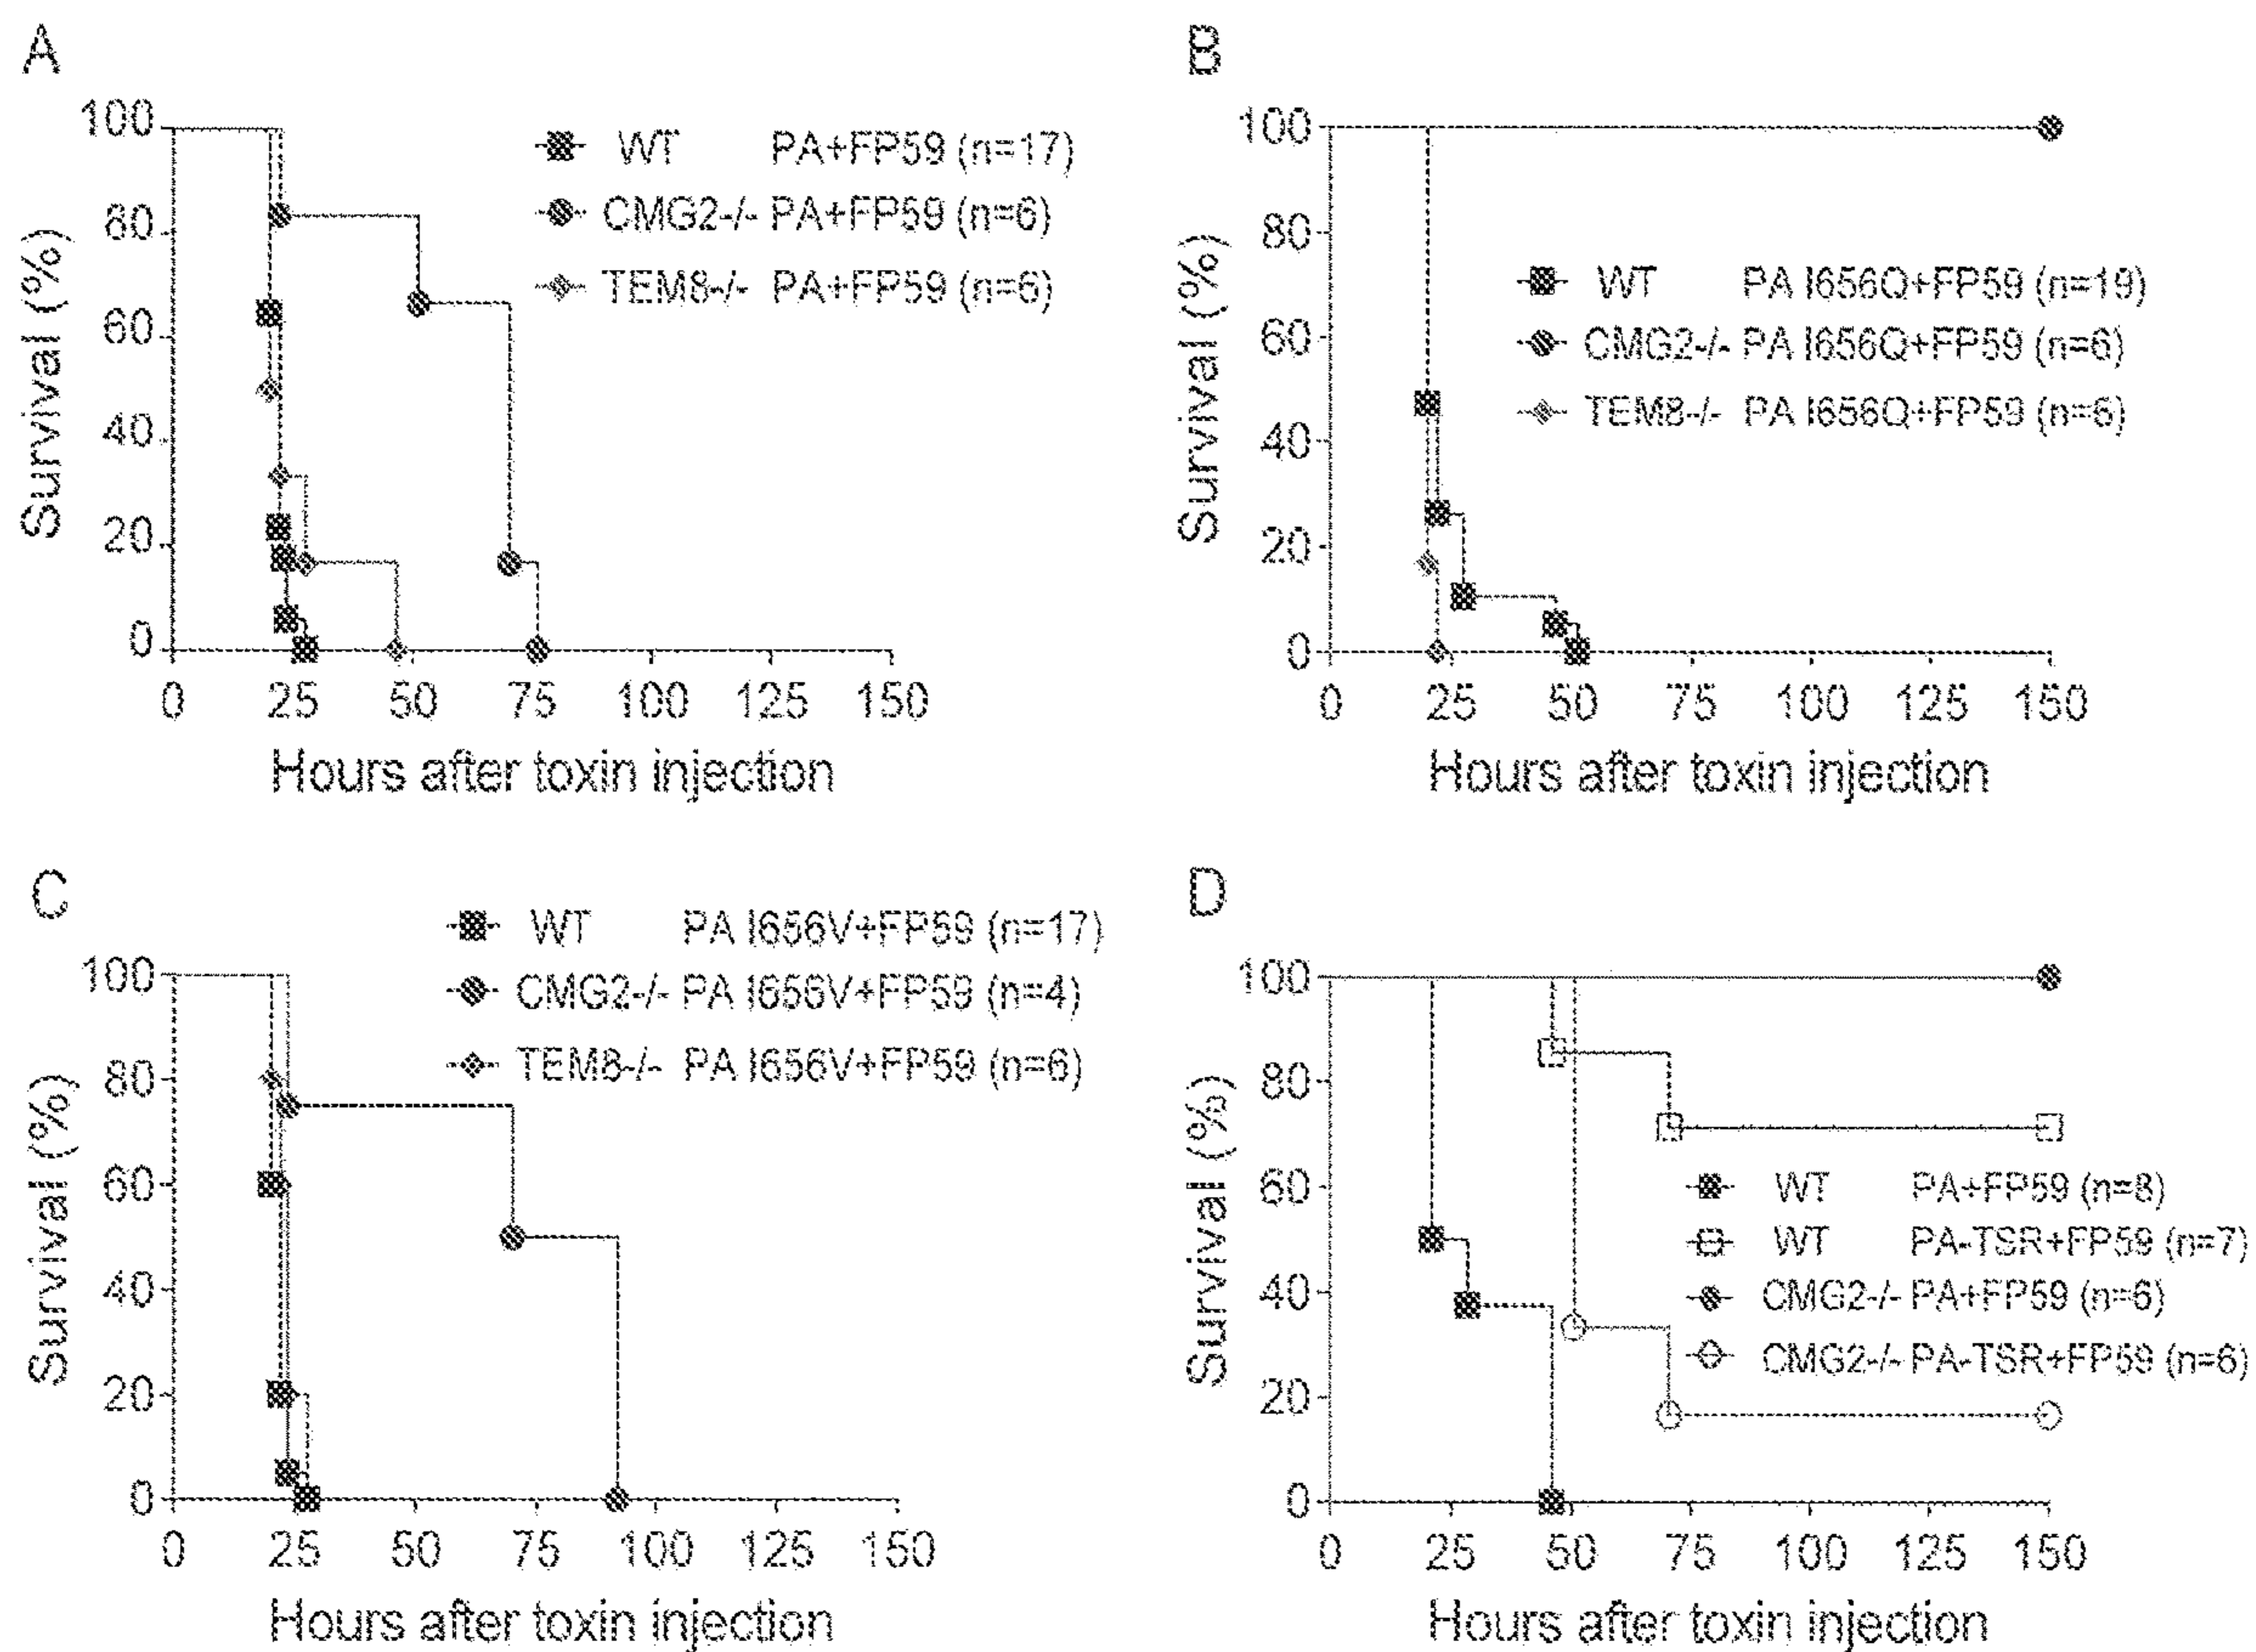 A
Survival (%)
100
80
60
40
20
0
0 25 50 75 100 125 150
Hours after toxin injection
WT PA+FP59 (n=17)
CMG2-/- PA+FP59 (n=6)
TEM8-/- PA+FP59 (n=6)
B
Survival (%)
100
80
60
40
20
0
0 25 50 75 100 125 150
Hours after toxin injection
WT PA I656Q+FP59 (n=19)
CMG2-/- PA I656Q+FP59 (n=6)
TEM8-/- PA I656Q+FP59 (n=6)
C
Survival (%)
100
80
60
40
20
0
0 25 50 75 100 125 150
Hours after toxin injection
WT PA I656V+FP59 (n=17)
CMG2-/- PA I656V+FP59 (n=4)
TEM8-/- PA I656V+FP59 (n=6)
D
Survival (%)
100
80
60
40
20
0
0 25 50 75 100 125 150
Hours after toxin injection
WT PA+FP59 (n=8)
WT PA-TSR+FP59 (n=7)
CMG2-/- PA+FP59 (n=6)
CMG2-/- PA-TSR+FP59 (n=6)